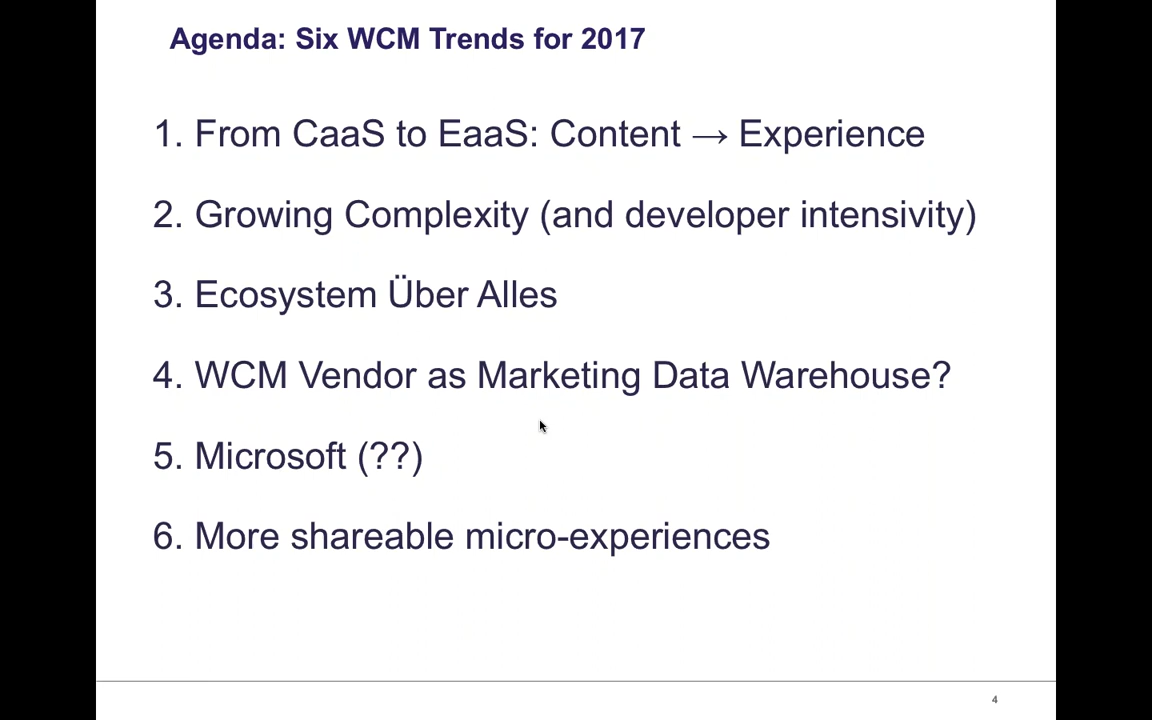 Agenda: Six WCM Trends for 2017
1. From CaaS to EaaS: Content → Experience
2. Growing Complexity (and developer intensivity)
3. Ecosystem Über Alles
4. WCM Vendor as Marketing Data Warehouse?
5. Microsoft (??)
6. More shareable micro-experiences
4